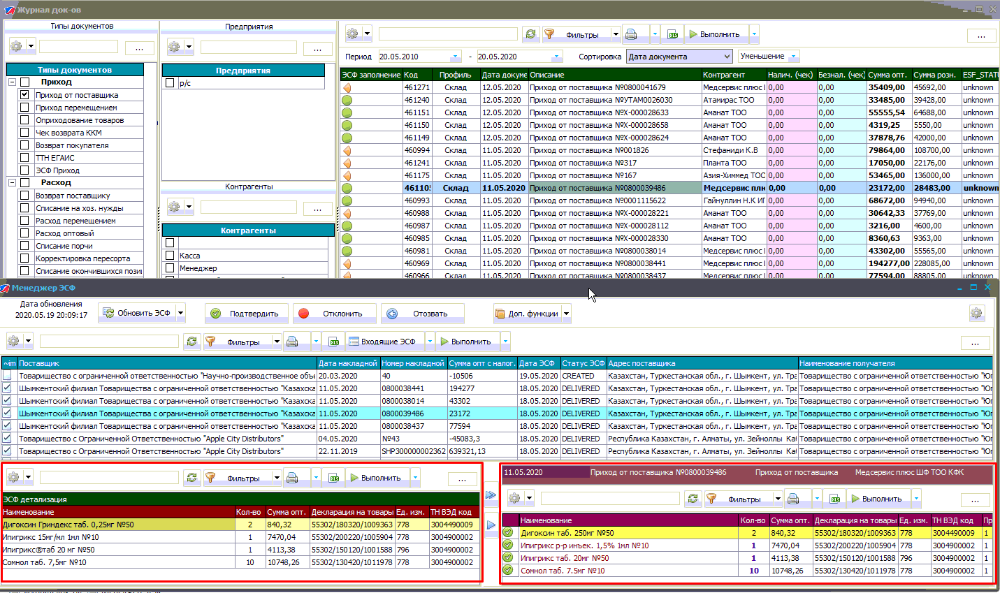 Журнал док-ов
Типы документов
...
Типы документов
Приход
Приход от поставщика
Приход перемещением
Оприходование товаров
Чек возврата ККМ
Возврат покупателя
ТТН ЕГАИС
ЭСФ Приход
Расход
Возврат поставщику
Списание на хоз. нужды
Расход перемещением
Расход оптовый
Списание порчи
Корректировка пересорта
Списание окончившихся пози
Предприятия
...
Предприятия
р/с
Контрагенты
...
Контрагенты
Касса
Менеджер
Фильтры XLS Выполнить ...
Период 20.05.2010 - 20.05.2020 Сортировка Дата документа Уменьшение
ЭСФ заполнение Код Профиль Дата докуме Описание Контрагент Налич. (чек) Безнал. (чек) Сумма опт. Сумма розн. ESF_STATU
461271 Склад 12.05.2020 Приход от поставщика №0800041679 Медсервис плюс 0,00 0,00 35409,00 45692,00 unknown
461240 Склад 12.05.2020 Приход от поставщика №УТАМ0026030 Атамирас ТОО 0,00 0,00 33485,00 39428,00 unknown
461151 Склад 12.05.2020 Приход от поставщика №Х-000028633 Аманат ТОО 0,00 0,00 55555,54 64688,00 unknown
461150 Склад 12.05.2020 Приход от поставщика №Х-000028658 Аманат ТОО 0,00 0,00 4319,25 5550,00 unknown
461149 Склад 12.05.2020 Приход от поставщика №Х-000028624 Аманат ТОО 0,00 0,00 37878,76 42000,00 unknown
460994 Склад 11.05.2020 Приход от поставщика №001826 Стефаниди К.В 0,00 0,00 79864,00 108700,00 unknown
461241 Склад 11.05.2020 Приход от поставщика №317 Планта ТОО 0,00 0,00 17050,00 22176,00 unknown
461175 Склад 11.05.2020 Приход от поставщика №167 Азия-Химмед ТОО 0,00 0,00 53465,00 136000,00 unknown
46110 Склад 11.05.2020 Приход от поставщика №0800039486 Медсервис плю 0,00 0,00 23172,00 28483,00 unknown
460993 Склад 11.05.2020 Приход от поставщика №0001115622 Гайнуллин Н.К ИГ 0,00 0,00 68672,00 94940,00 unknown
460988 Склад 11.05.2020 Приход от поставщика №Х-000028221 Аманат ТОО 0,00 0,00 30642,33 37769,00 unknown
460987 Склад 11.05.2020 Приход от поставщика №Х-000028112 Аманат ТОО 0,00 0,00 3216,00 4600,00 unknown
460985 Склад 11.05.2020 Приход от поставщика №Х-000028330 Аманат ТОО 0,00 0,00 8360,63 9363,00 unknown
460981 Склад 11.05.2020 Приход от поставщика №0800038014 Медсервис плюс 0,00 0,00 43302,00 55565,00 unknown
460969 Склад 11.05.2020 Приход от поставщика №0800038441 Медсервис плюс 0,00 0,00 194277,00 228085,00 unknown
460966 Склад 11.05.2020 Приход от поставщика №0800038437 Медсервис плюс 0,00 0,00 77594,00 88805,00 unknown
Менеджер ЭСФ
Дата обновления
2020.05.19 20:09:17 Обновить ЭСФ Подтвердить Отклонить Отозвать Доп. функции
Фильтры XLS Входящие ЭСФ Выполнить ...
~im Поставщик Дата накладной Номер накладной Сумма опт с налог. Дата ЭСФ Статус ЭСФ Адрес поставщика Наименование получателя
Товарищество с ограниченной ответственностью "Научно-производственное объе 20.03.2020 40 -10506 19.05.2020 CREATED Казахстан, Туркестанская обл., г. Шымкент, ул. Тра Товарищество с ограниченной ответственностью "Юг
Шымкентский филиал Товарищества с ограниченной ответственностью "Казахска 11.05.2020 0800038441 194277 18.05.2020 DELIVERED Казахстан, Туркестанская обл., г. Шымкент, ул. Тра Товарищество с ограниченной ответственностью "Юг
Шымкентский филиал Товарищества с ограниченной ответственностью "Казахска 11.05.2020 0800038014 43302 18.05.2020 DELIVERED Казахстан, Туркестанская обл., г. Шымкент, ул. Тра Товарищество с ограниченной ответственностью "Юг
Шымкентский филиал Товарищества с ограниченной ответственностью "Казахска 11.05.2020 0800039486 23172 18.05.2020 DELIVERED Казахстан, Туркестанская обл., г. Шымкент, ул. Тра Товарищество с ограниченной ответственностью "Юг
Шымкентский филиал Товарищества с ограниченной ответственностью "Казахска 11.05.2020 0800038437 77594 18.05.2020 DELIVERED Казахстан, Туркестанская обл., г. Шымкент, ул. Тра Товарищество с ограниченной ответственностью "Юг
Товарищество с Ограниченной Ответственностью "Apple City Distributors" 04.05.2020 №43 -45083,3 18.05.2020 DELIVERED Республика Казахстан, г. Алматы, ул. Зейноллы Каб Товарищество с ограниченной ответственностью "Юг
Товарищество с Ограниченной Ответственностью "Apple City Distributors" 22.11.2019 SHP300000002362 639321,13 18.05.2020 DELIVERED Республика Казахстан, г. Алматы, ул. Зейноллы Каб Товарищество с ограниченной ответственностью "Юг
Фильтры XLS Выполнить ...
ЭСФ детализация
Наименование Кол-во Сумма опт. Декларация на товары Ед. изм. ТН ВЭД код
Дигоксин Гриндекс таб. 0,25мг №50 2 840,32 55302/180320/1009363 778 3004490009
Ипигрикс 15мг/мл 1мл №10 1 7470,04 55302/200220/1005904 778 3004900002
Ипигрикс®таб 20 мг №50 1 4113,38 55302/150120/1001588 796 3004900002
Сомнол таб. 7,5мг №10 10 10748,26 55302/130420/1011978 778 3004900002
11.05.2020 Приход от поставщика №0800039486 Приход от поставщика Медсервис плюс ШФ ТОО КФК
Фильтры XLS Выполнить ...
Наименование Кол-во Сумма опт. Декларация на товары Ед. изм. ТН ВЭД код Пр
Дигоксин таб. 250мг №50 2 840,32 55302/180320/1009363 778 3004490009 1
Ипигрикс р-р инъек. 1,5% 1мл №10 1 7470,04 55302/200220/1005904 778 3004900002 1
Ипигрикс таб. 20мг №50 1 4113,38 55302/150120/1001588 796 3004900002 1
Сомнол таб. 7.5мг №10 10 10748,26 55302/130420/1011978 778 3004900002 1